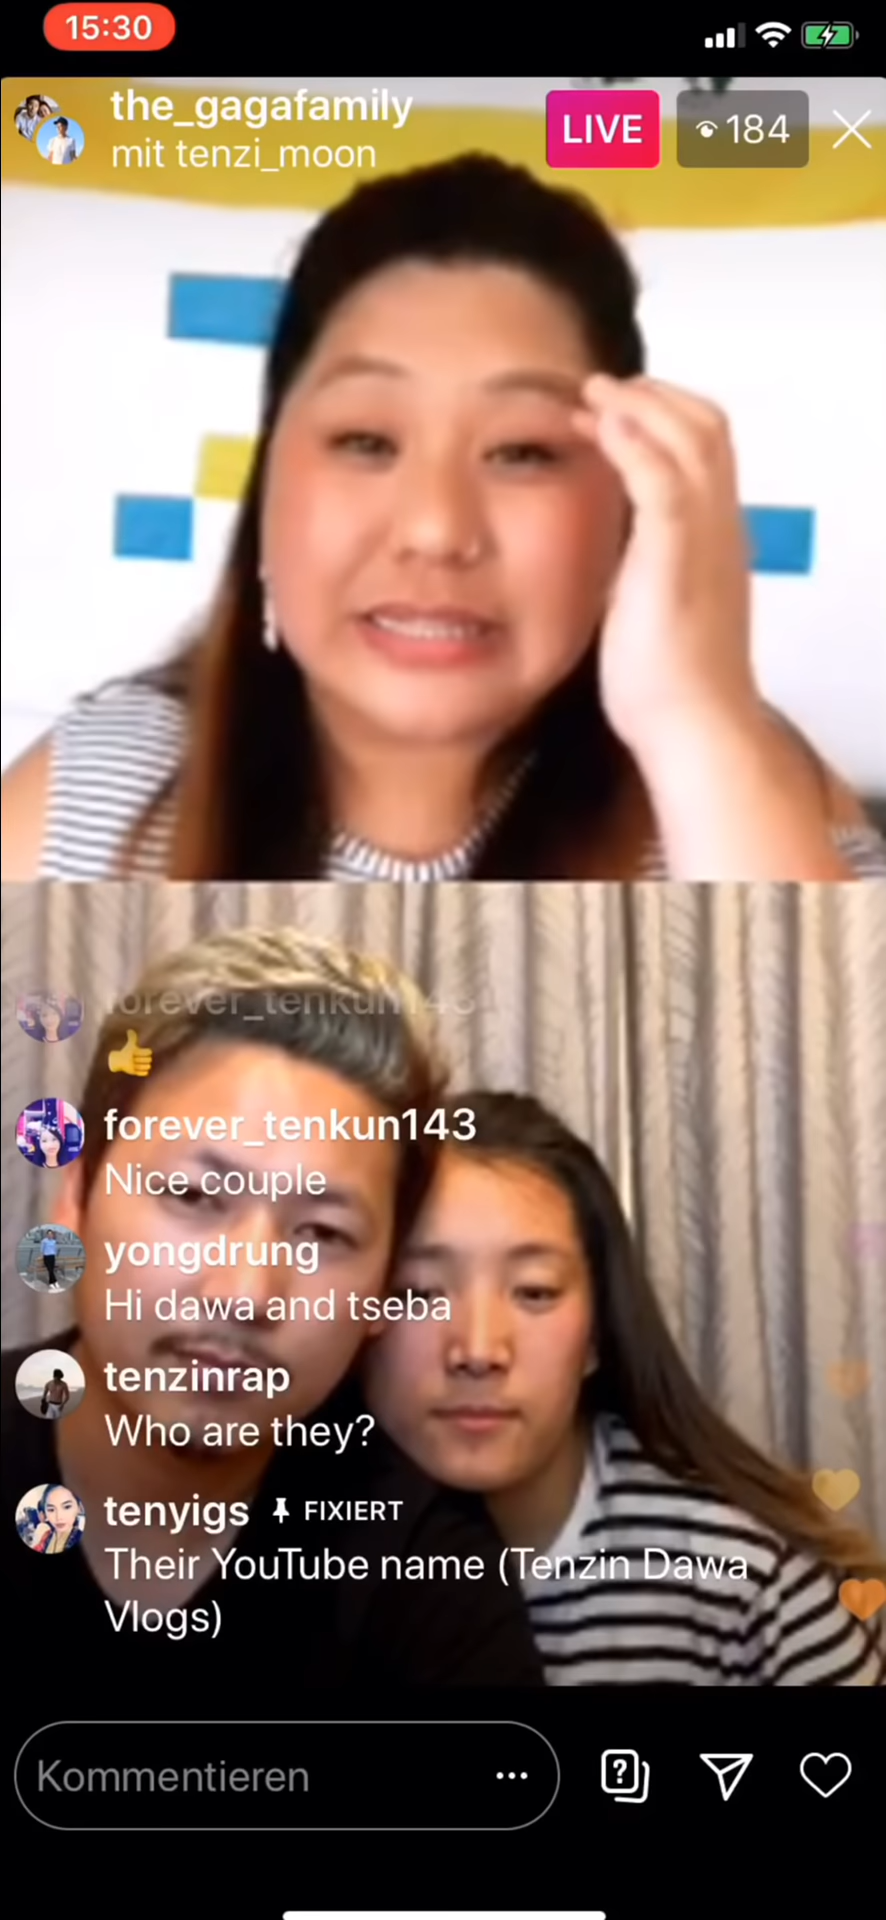 15:30
the_gagafamily
mit tenzi_moon
LIVE
184
forever_tenkun143
forever_tenkun143
Nice couple
yongdrung
Hi dawa and tseba
tenzinrap
Who are they?
tenyigs FIXIERT
Their YouTube name (Tenzin Dawa
Vlogs)
Kommentieren